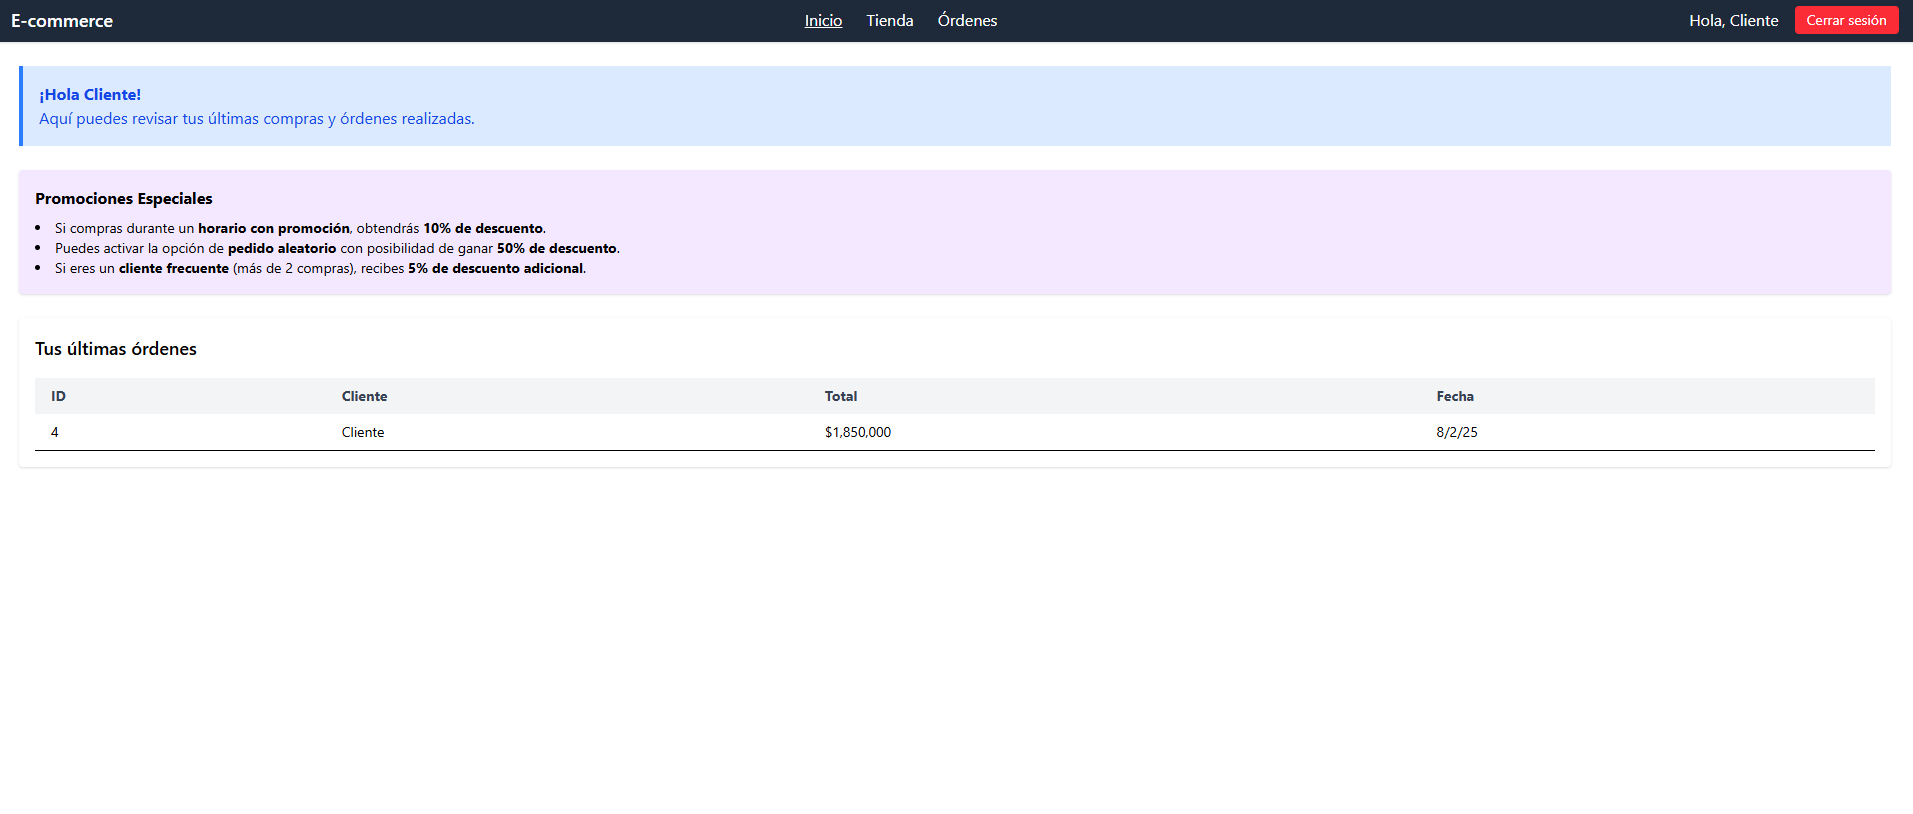 E-commerce
Inicio Tienda Órdenes
Hola, Cliente Cerrar sesión
¡Hola Cliente!
Aquí puedes revisar tus últimas compras y órdenes realizadas.
Promociones Especiales
• Si compras durante un horario con promoción, obtendrás 10% de descuento.
• Puedes activar la opción de pedido aleatorio con posibilidad de ganar 50% de descuento.
• Si eres un cliente frecuente (más de 2 compras), recibes 5% de descuento adicional.
Tus últimas órdenes
ID Cliente Total Fecha
4 Cliente $1,850,000 8/2/25